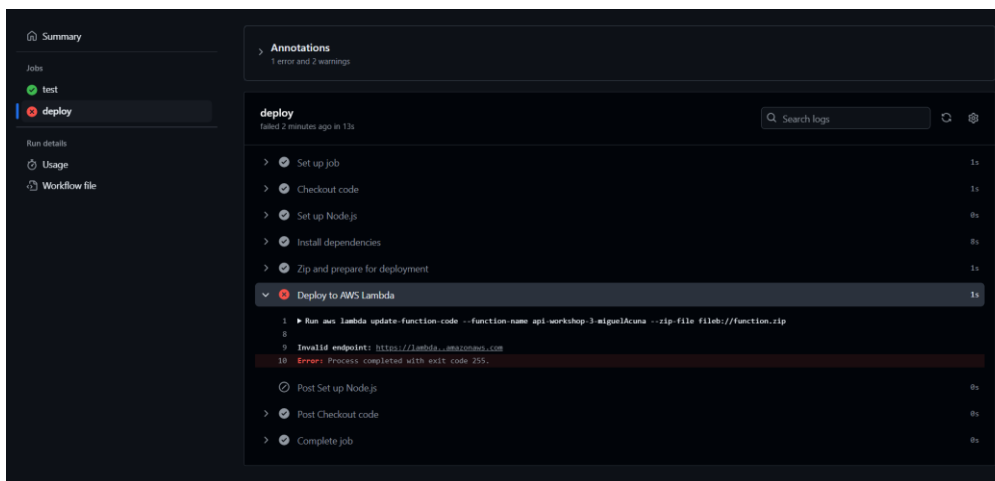 Summary
Jobs
test
deploy
Run details
Usage
Workflow file
Annotations
1 error and 2 warnings
deploy
failed 2 minutes ago in 13s
Search logs
Set up job 1s
Checkout code 1s
Set up Node.js 0s
Install dependencies 8s
Zip and prepare for deployment 1s
Deploy to AWS Lambda 1s
1 Run aws lambda update-function-code --function-name api-workshop-3-miguelAcuna --zip-file fileb://function.zip
8
9 Invalid endpoint: https://lambda..amazonaws.com
10 Error: Process completed with exit code 255.
Post Set up Node.js 0s
Post Checkout code 0s
Complete job 0s